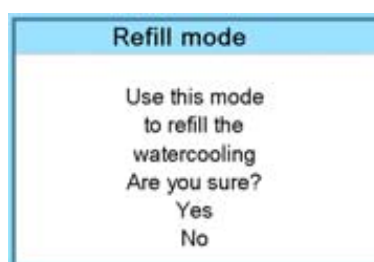 Refill mode
Use this mode
to refill the
watercooling
Are you sure?
Yes
No